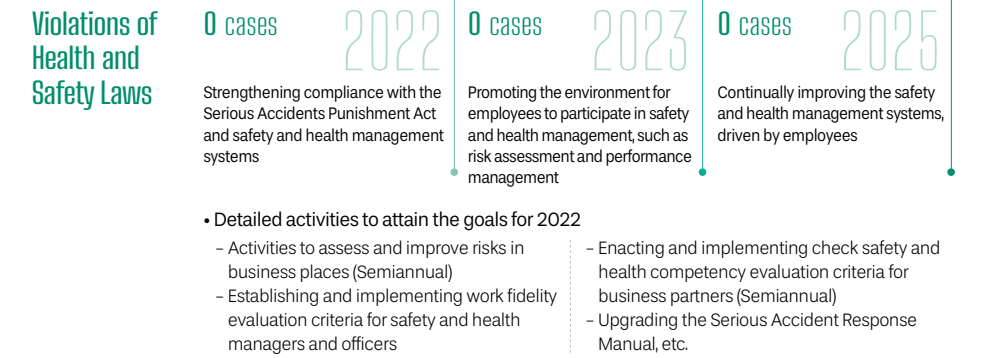 Violations of
Health and
Safety Laws
0 cases
2022
Strengthening compliance with the
Serious Accidents Punishment Act
and safety and health management
systems
0 cases
2023
Promoting the environment for
employees to participate in safety
and health management, such as
risk assessment and performance
management
0 cases
2025
Continually improving the safety
and health management systems,
driven by employees
• Detailed activities to attain the goals for 2022
– Activities to assess and improve risks in
business places (Semiannual)
– Establishing and implementing work fidelity
evaluation criteria for safety and health
managers and officers
– Enacting and implementing check safety and
health competency evaluation criteria for
business partners (Semiannual)
– Upgrading the Serious Accident Response
Manual, etc.